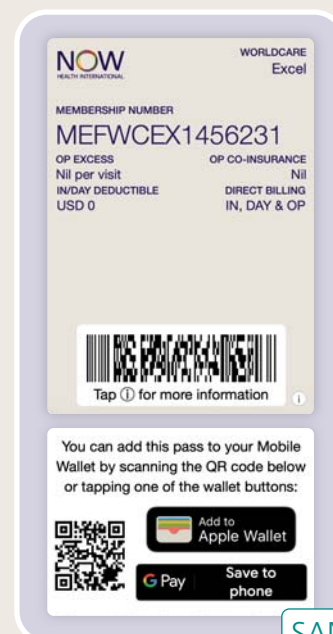 NOW
HEALTH INTERNATIONAL
WORLDCARE
Excel
MEMBERSHIP NUMBER
MEFWCEX1456231
OP EXCESS
Nil per visit
OP CO-INSURANCE
Nil
IN/DAY DEDUCTIBLE
USD 0
DIRECT BILLING
IN, DAY & OP
Tap ⓘ for more information
You can add this pass to your Mobile
Wallet by scanning the QR code below
or tapping one of the wallet buttons:
Add to
Apple Wallet
G Pay
Save to
phone